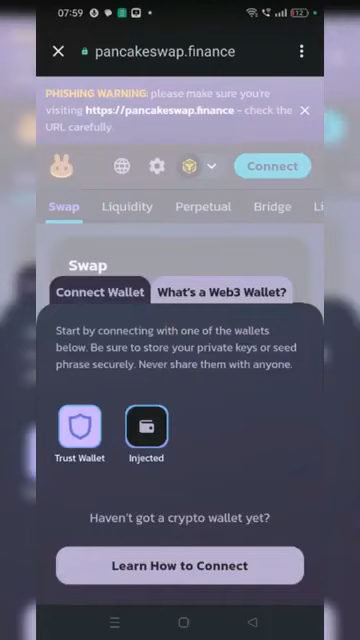 07:59
pancakeswap.finance
PHISHING WARNING: please make sure you're
visiting https://pancakeswap.finance - check the
URL carefully.
Connect
Swap Liquidity Perpetual Bridge Li
Swap
Connect Wallet What's a Web3 Wallet?
Start by connecting with one of the wallets
below. Be sure to store your private keys or seed
phrase securely. Never share them with anyone.
Trust Wallet Injected
Haven't got a crypto wallet yet?
Learn How to Connect